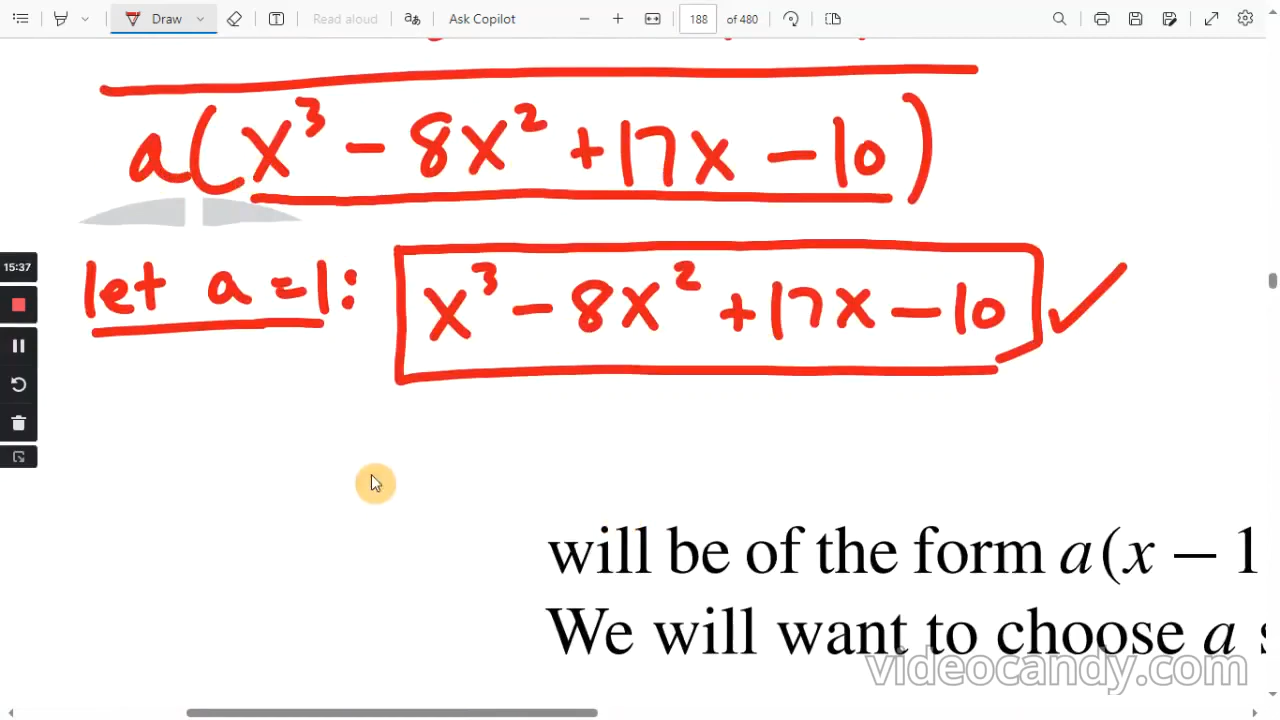 Draw
Read aloud
Ask Copilot
188 of 480
a(x³ − 8x² + 17x − 10)
15:37
let a = 1: x³ − 8x² + 17x − 10 ✓
will be of the form a(x − 1
We will want to choose a s
videocandy.com